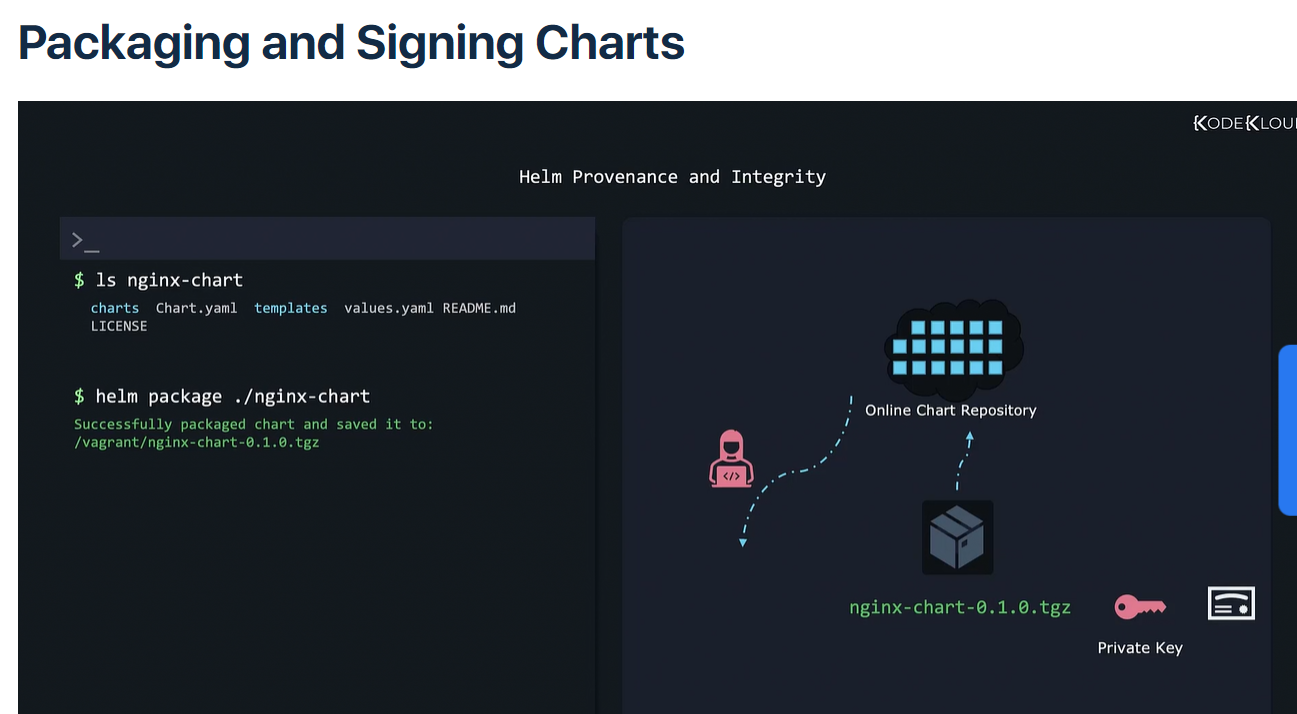 Packaging and Signing Charts
KODEKLOU
Helm Provenance and Integrity
>_
$ ls nginx-chart
charts Chart.yaml templates values.yaml README.md
LICENSE
$ helm package ./nginx-chart
Successfully packaged chart and saved it to:
/vagrant/nginx-chart-0.1.0.tgz
Online Chart Repository
</>
nginx-chart-0.1.0.tgz
Private Key